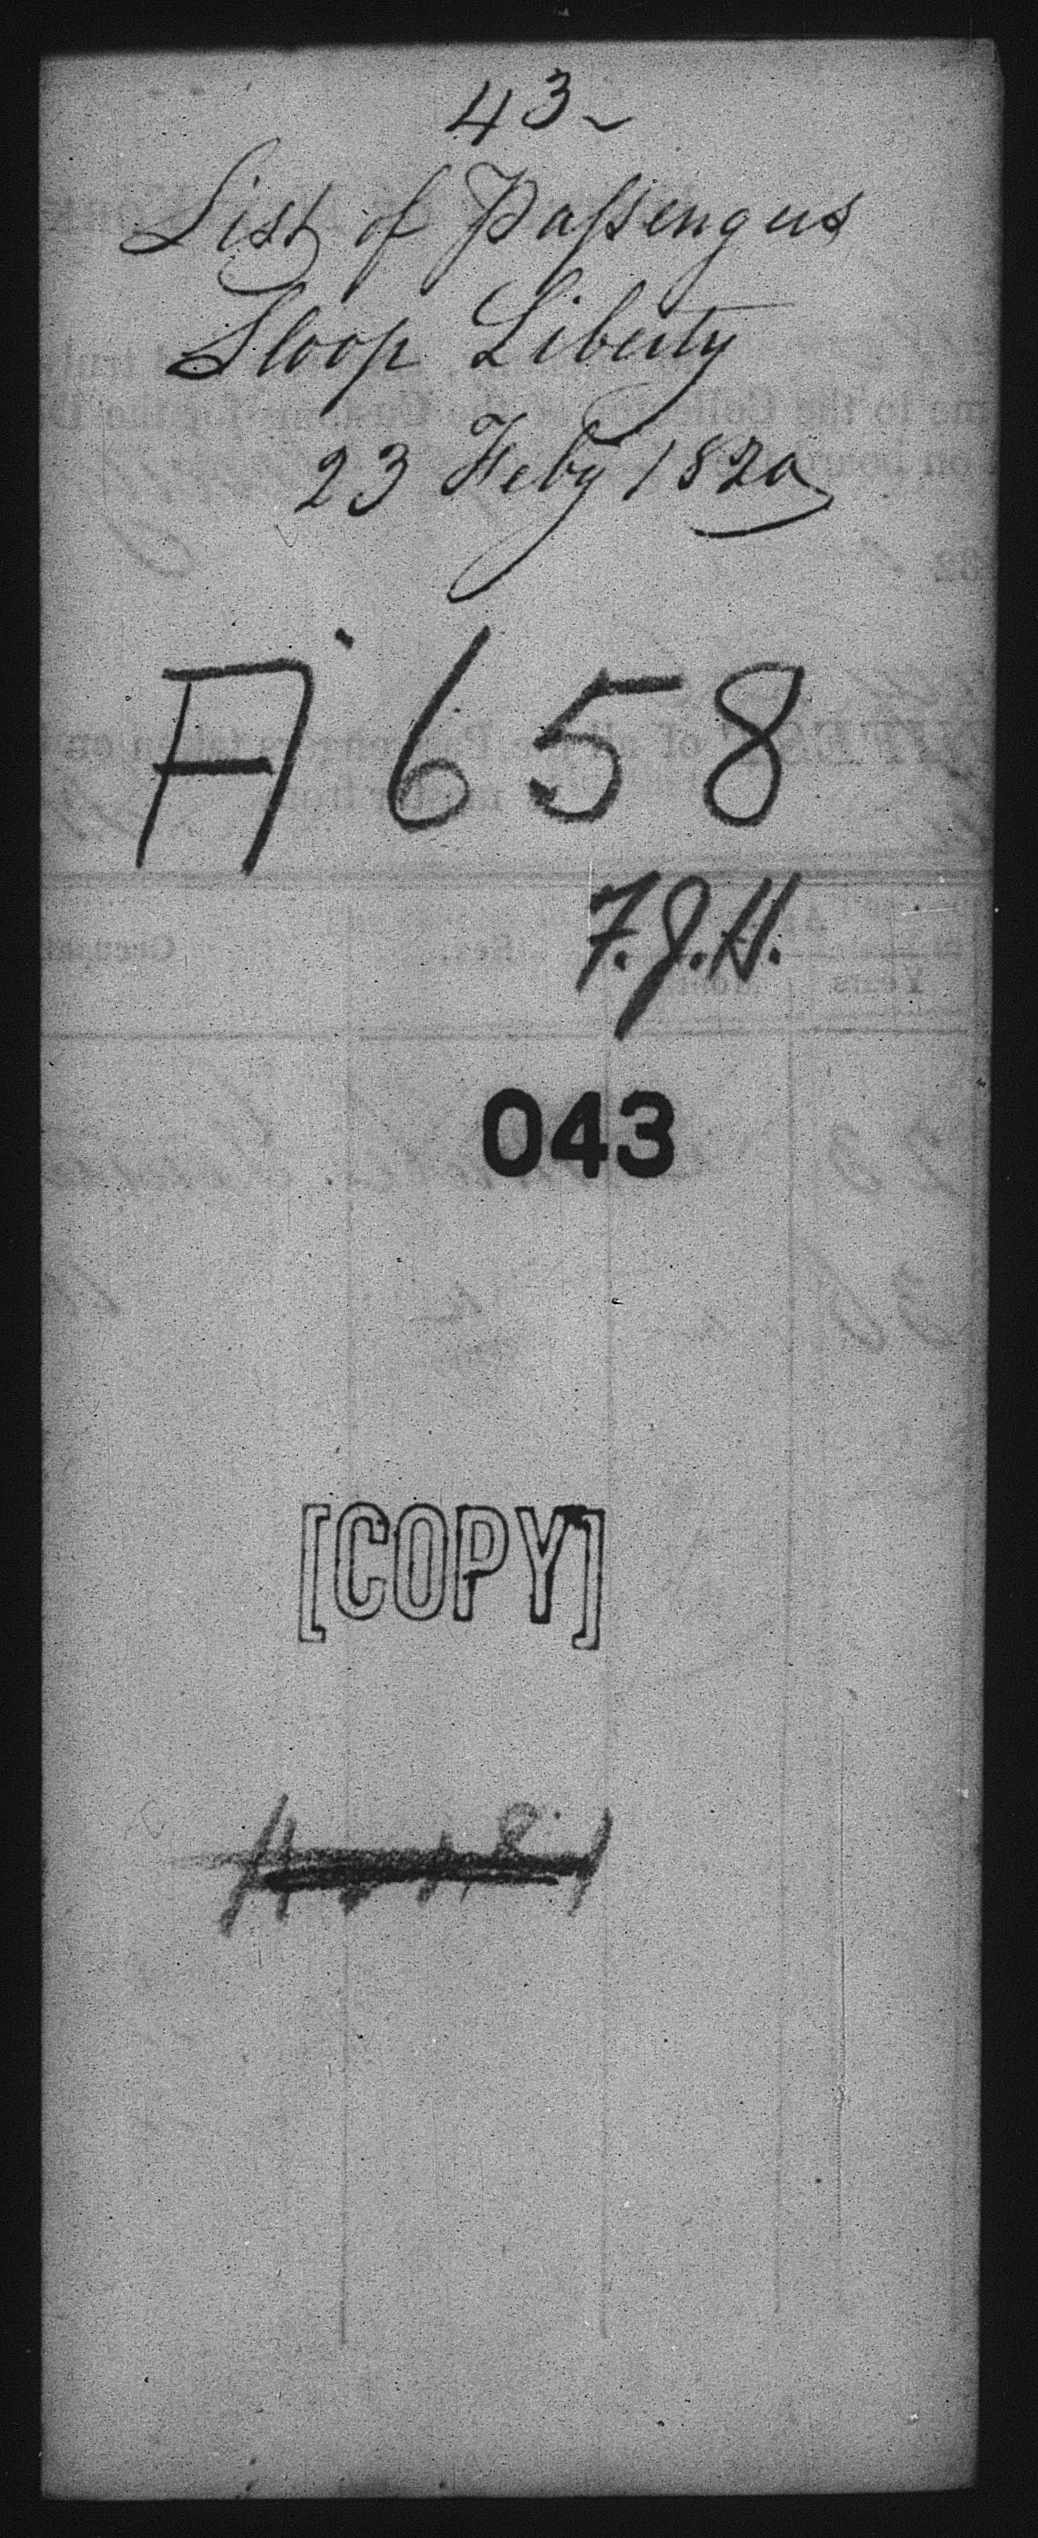 43
List of Passengers
Sloop Liberty
23 Feby 1820
A 658
F.J.H.
043
[COPY]